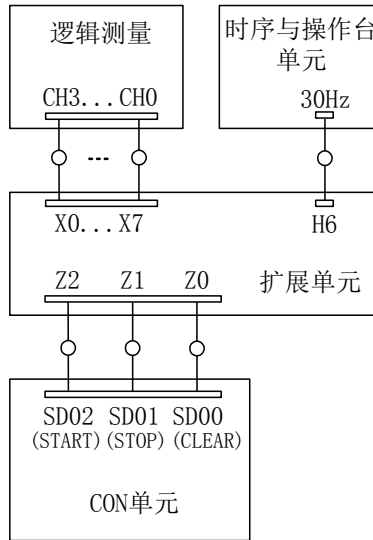 逻辑测量
CH3...CH0
时序与操作台
单元
30Hz
X0...X7
H6
Z2 Z1 Z0
扩展单元
SD02 SD01 SD00
(START) (STOP) (CLEAR)
CON单元